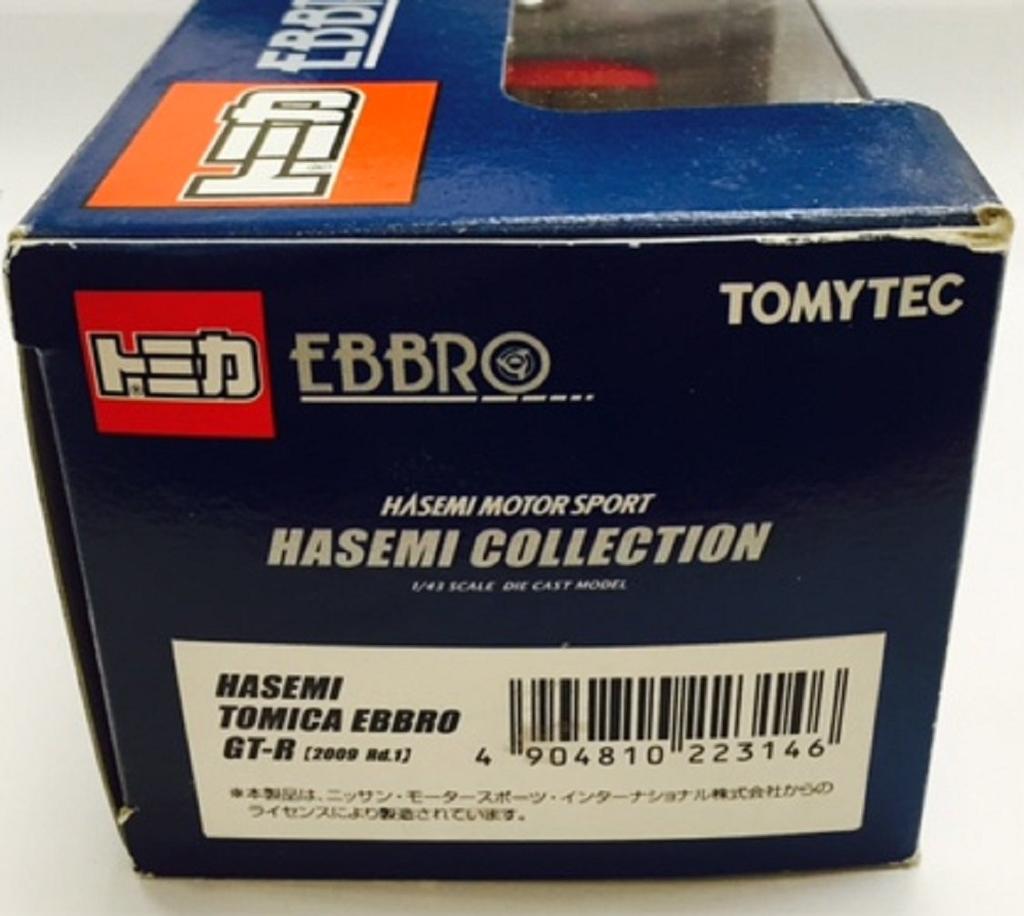 EBBR
トミカ
TOMYTEC
トミカ EBBRO
HASEMI MOTOR SPORT
HASEMI COLLECTION
1/43 SCALE DIE CAST MODEL
HASEMI
TOMICA EBBRO
GT-R [2009 Rd.1]
4 904810 223146
※本製品は、ニッサン・モータースポーツ・インターナショナル株式会社からの
ライセンスにより製造されています。